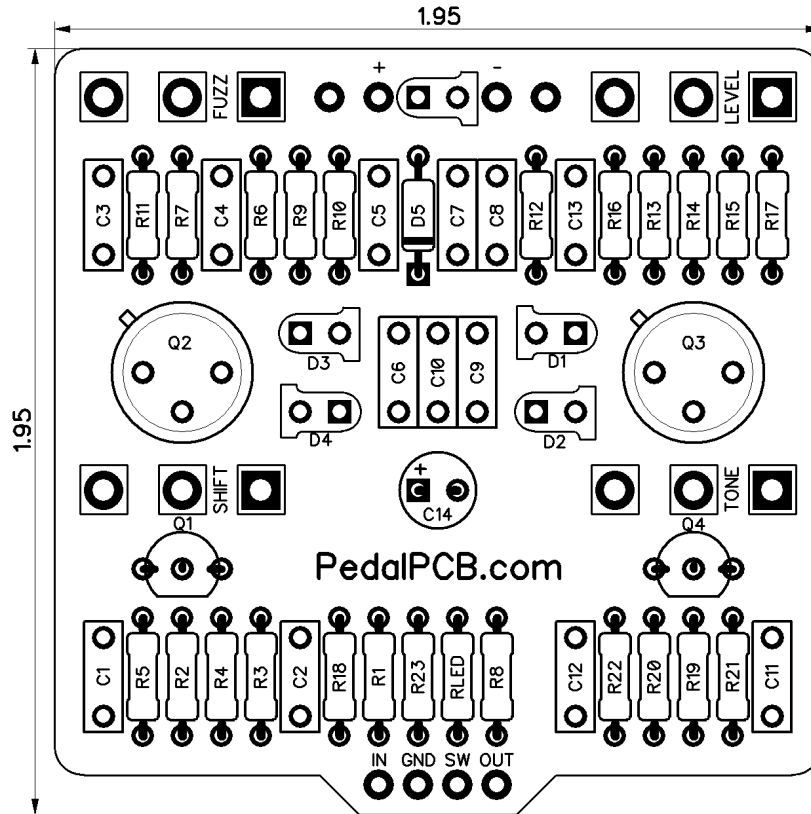 1.95
1.95
FUZZ
+
-
LEVEL
C3
R11
R7
C4
R6
R9
R10
C5
D5
C7
C8
R12
C13
R16
R13
R14
R15
R17
Q2
D3
C6
C10
C9
D1
Q3
D4
D2
SHIFT
+
C14
TONE
Q1
Q4
PedalPCB.com
C1
R5
R2
R4
R3
C2
R18
R1
R23
RLED
R8
C12
R22
R20
R19
R21
C11
IN GND SW OUT